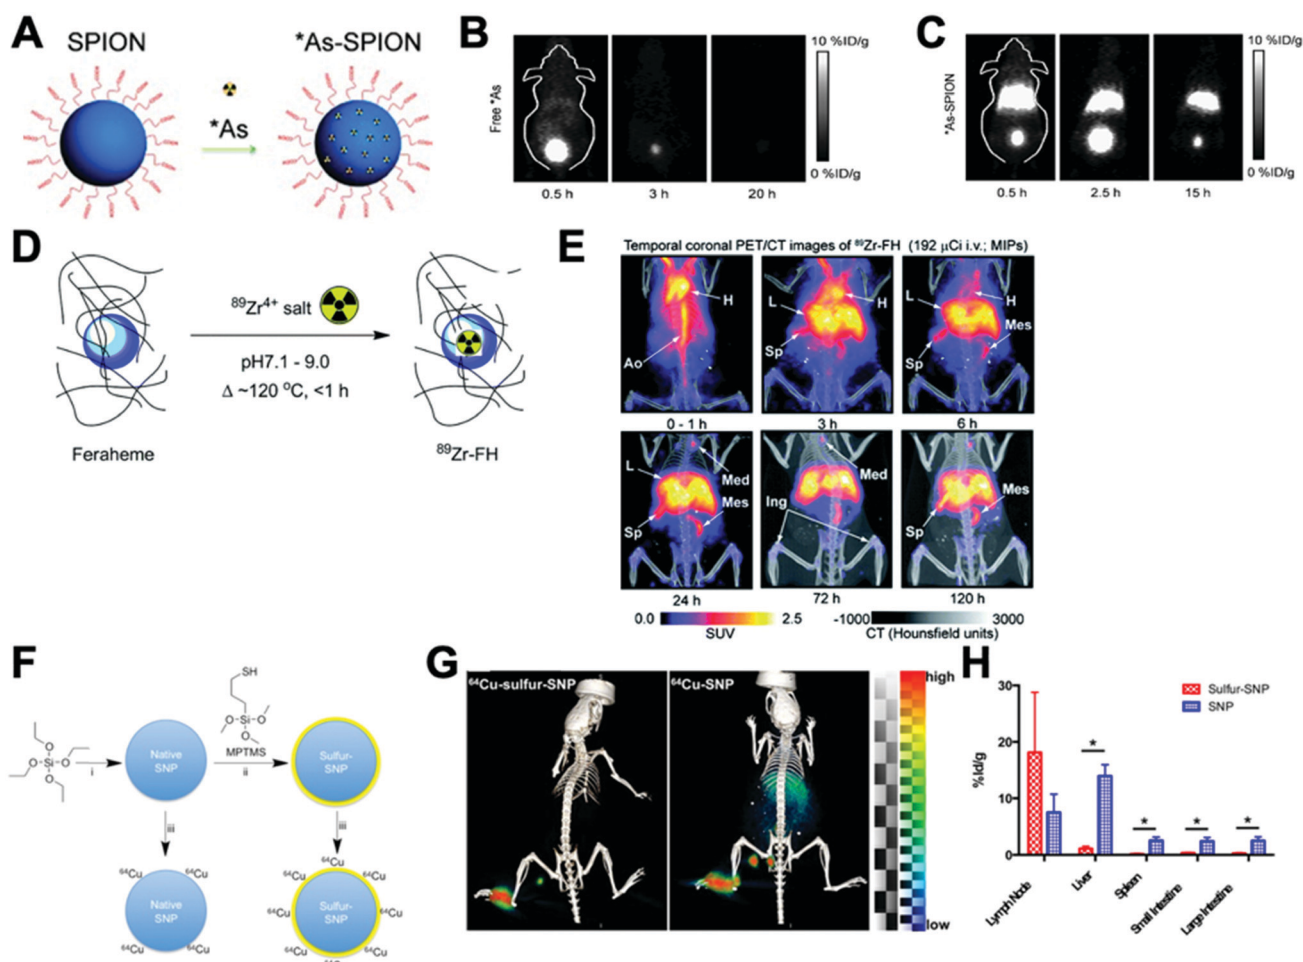 A
SPION
*As-SPION
*As
B
Free *As
0.5 h
3 h
20 h
10 %ID/g
0 %ID/g
C
*As-SPION
0.5 h
2.5 h
15 h
10 %ID/g
0 %ID/g
D
⁸⁹Zr⁴⁺ salt
pH7.1 - 9.0
Δ ~120 °C, <1 h
Feraheme
⁸⁹Zr-FH
E
Temporal coronal PET/CT images of ⁸⁹Zr-FH (192 μCi i.v.; MIPs)
H
Ao
0 - 1 h
L
H
Sp
3 h
L
H
Mes
Sp
6 h
L
Med
Mes
Sp
24 h
Med
Ing
72 h
Mes
Sp
120 h
0.0
2.5
SUV
-1000
3000
CT (Hounsfield units)
F
SH
Si
O
O
O
MPTMS
O
O
Si
O
O
i
ii
Native
SNP
Sulfur-
SNP
iii
iii
⁶⁴Cu
⁶⁴Cu
Native
SNP
⁶⁴Cu
⁶⁴Cu
⁶⁴Cu
⁶⁴Cu
⁶⁴Cu
⁶⁴Cu
Sulfur-
SNP
⁶⁴Cu
⁶⁴Cu
⁶⁴Cu
G
⁶⁴Cu-sulfur-SNP
⁶⁴Cu-SNP
high
low
H
Sulfur-SNP
SNP
%Id/g
30
20
10
0
*
*
*
*
Lymph Node
Liver
Spleen
Small Intestine
Large Intestine